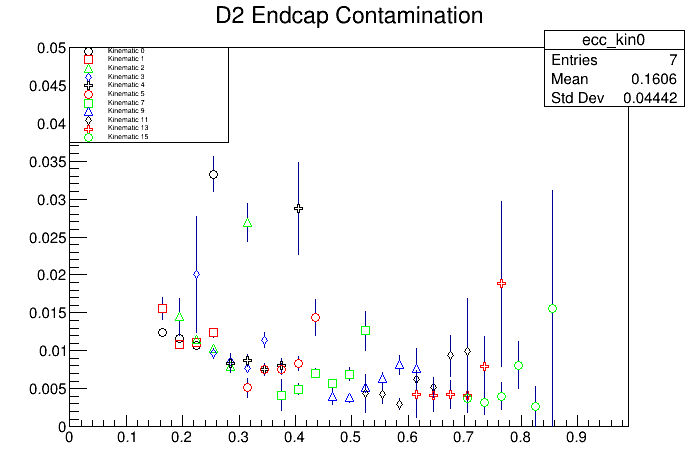 D2 Endcap Contamination
ecc_kin0
Entries 7
Mean 0.1606
Std Dev 0.04442
Kinematic 0
Kinematic 1
Kinematic 2
Kinematic 3
Kinematic 4
Kinematic 5
Kinematic 7
Kinematic 9
Kinematic 11
Kinematic 13
Kinematic 15
0.05
0.045
0.04
0.035
0.03
0.025
0.02
0.015
0.01
0.005
0
0 0.1 0.2 0.3 0.4 0.5 0.6 0.7 0.8 0.9